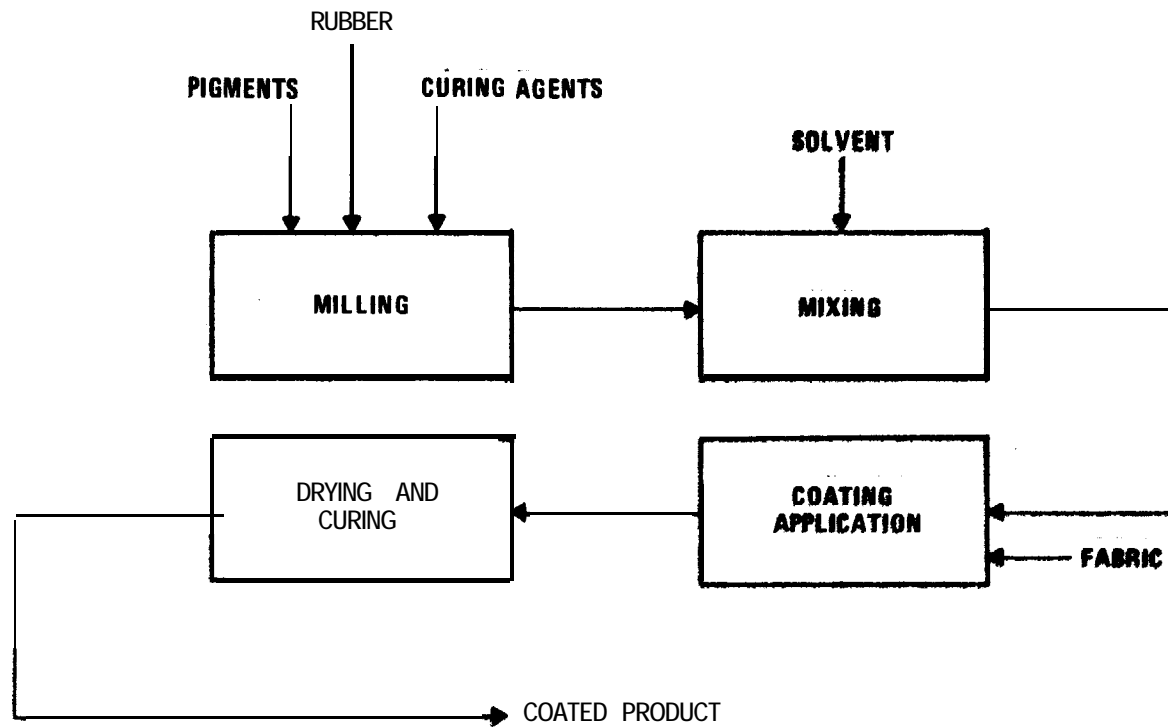 RUBBER
PIGMENTS
CURING AGENTS
SOLVENT
MILLING
MIXING
DRYING AND
CURING
COATING
APPLICATION
FABRIC
COATED PRODUCT